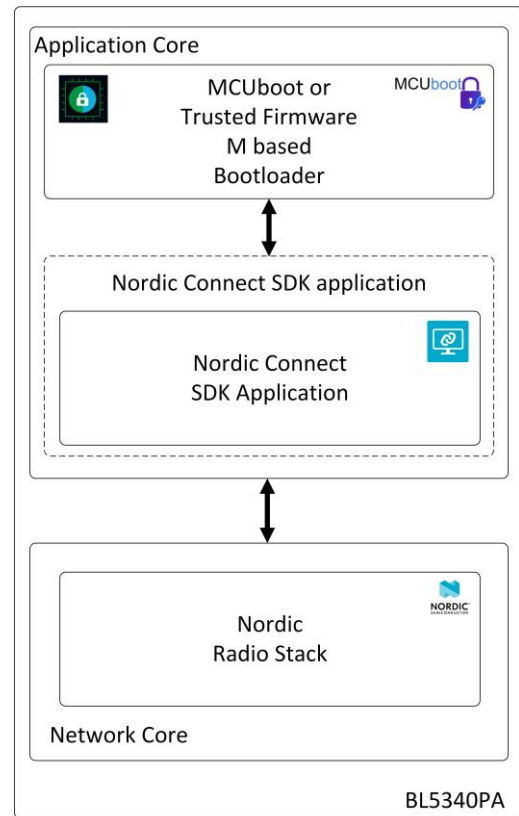 Application Core
MCUboot or
Trusted Firmware
M based
Bootloader
MCUboot
Nordic Connect SDK application
Nordic Connect
SDK Application
Nordic
Radio Stack
NORDIC
SEMICONDUCTOR
Network Core
BL5340PA